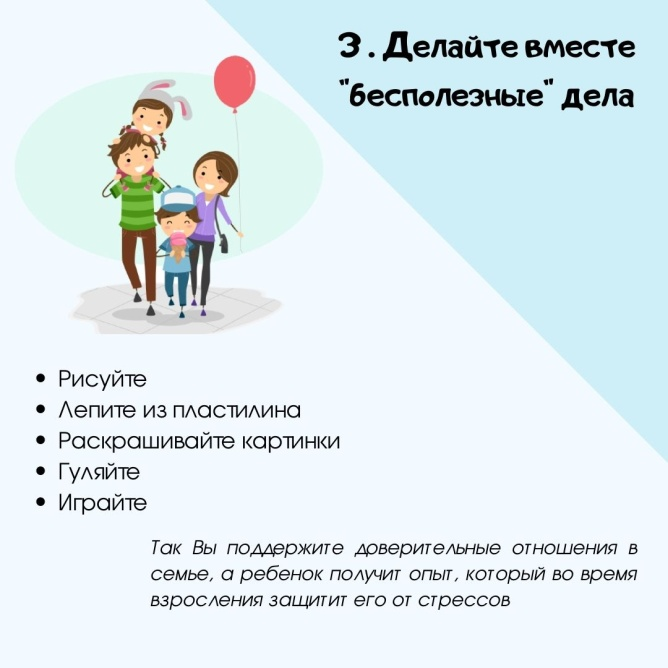 3 . Делайте вместе
"бесполезные" дела
• Рисуйте
• Лепите из пластилина
• Раскрашивайте картинки
• Гуляйте
• Играйте
Так Вы поддержите доверительные отношения в
семье, а ребенок получит опыт, который во время
взросления защитит его от стрессов